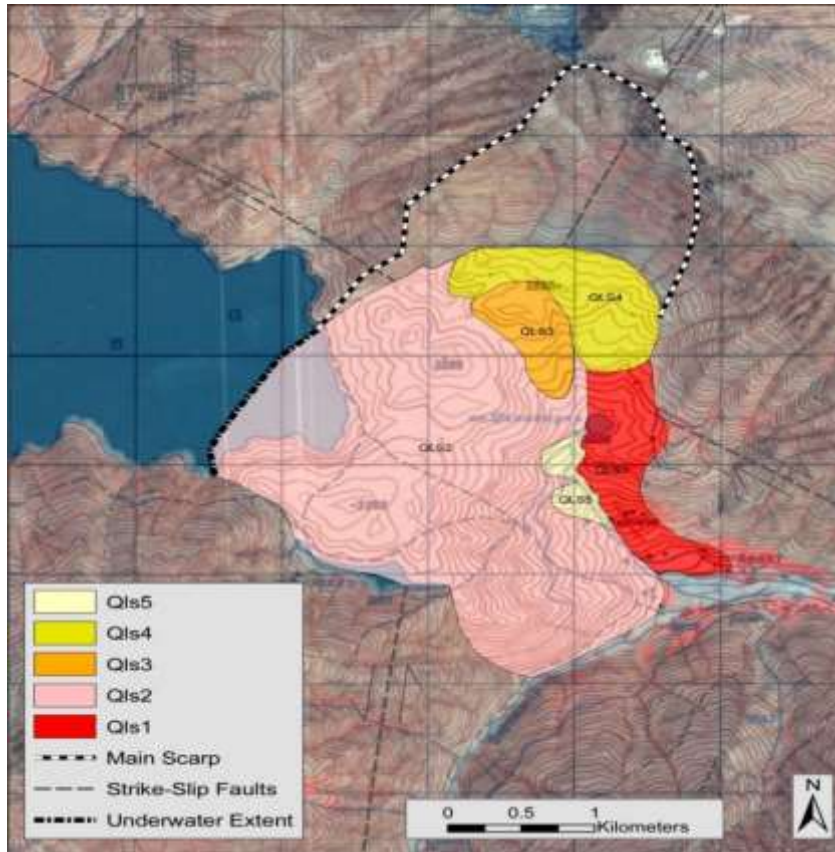 QLS4
QLS3
QLS2
QLS5
Qls5
Qls4
Qls3
Qls2
Qls1
Main Scarp
Strike-Slip Faults
Underwater Extent
N
0 0.5 1
Kilometers